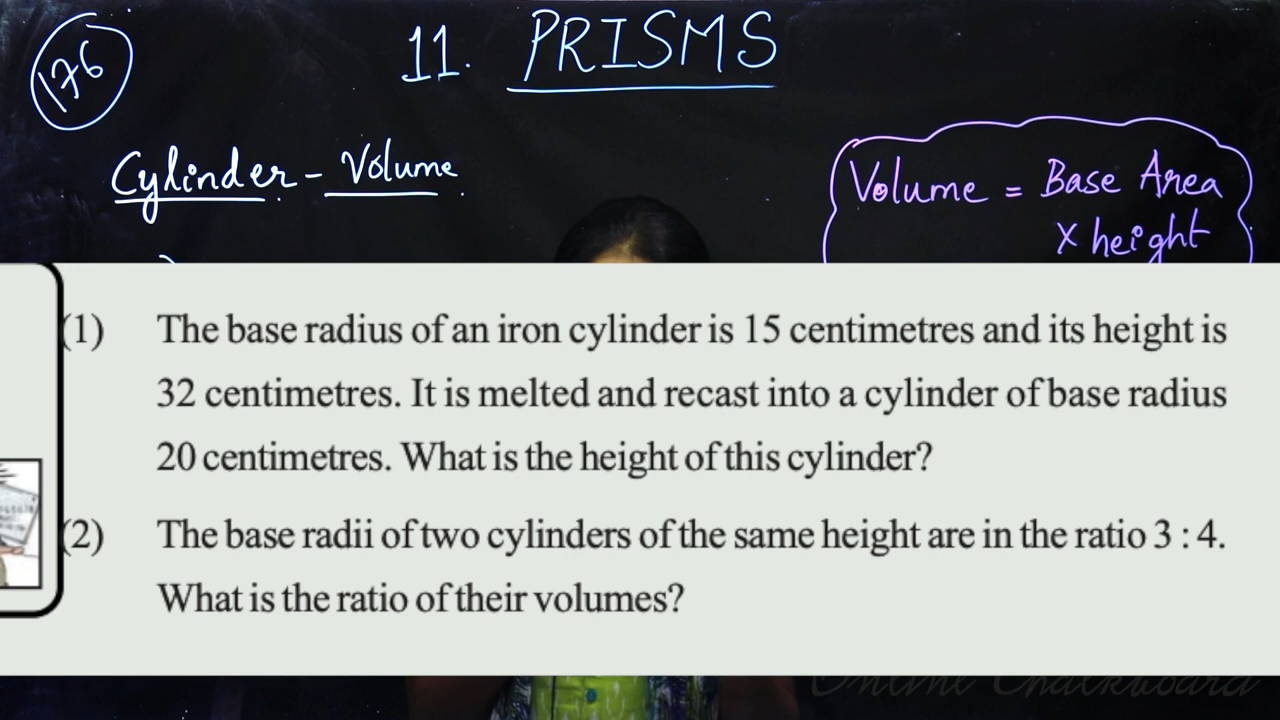 176
11. PRISMS
Cylinder - Volume
Volume = Base Area
x height
(1) The base radius of an iron cylinder is 15 centimetres and its height is
32 centimetres. It is melted and recast into a cylinder of base radius
20 centimetres. What is the height of this cylinder?
(2) The base radii of two cylinders of the same height are in the ratio 3 : 4.
What is the ratio of their volumes?
Online Chalkboard